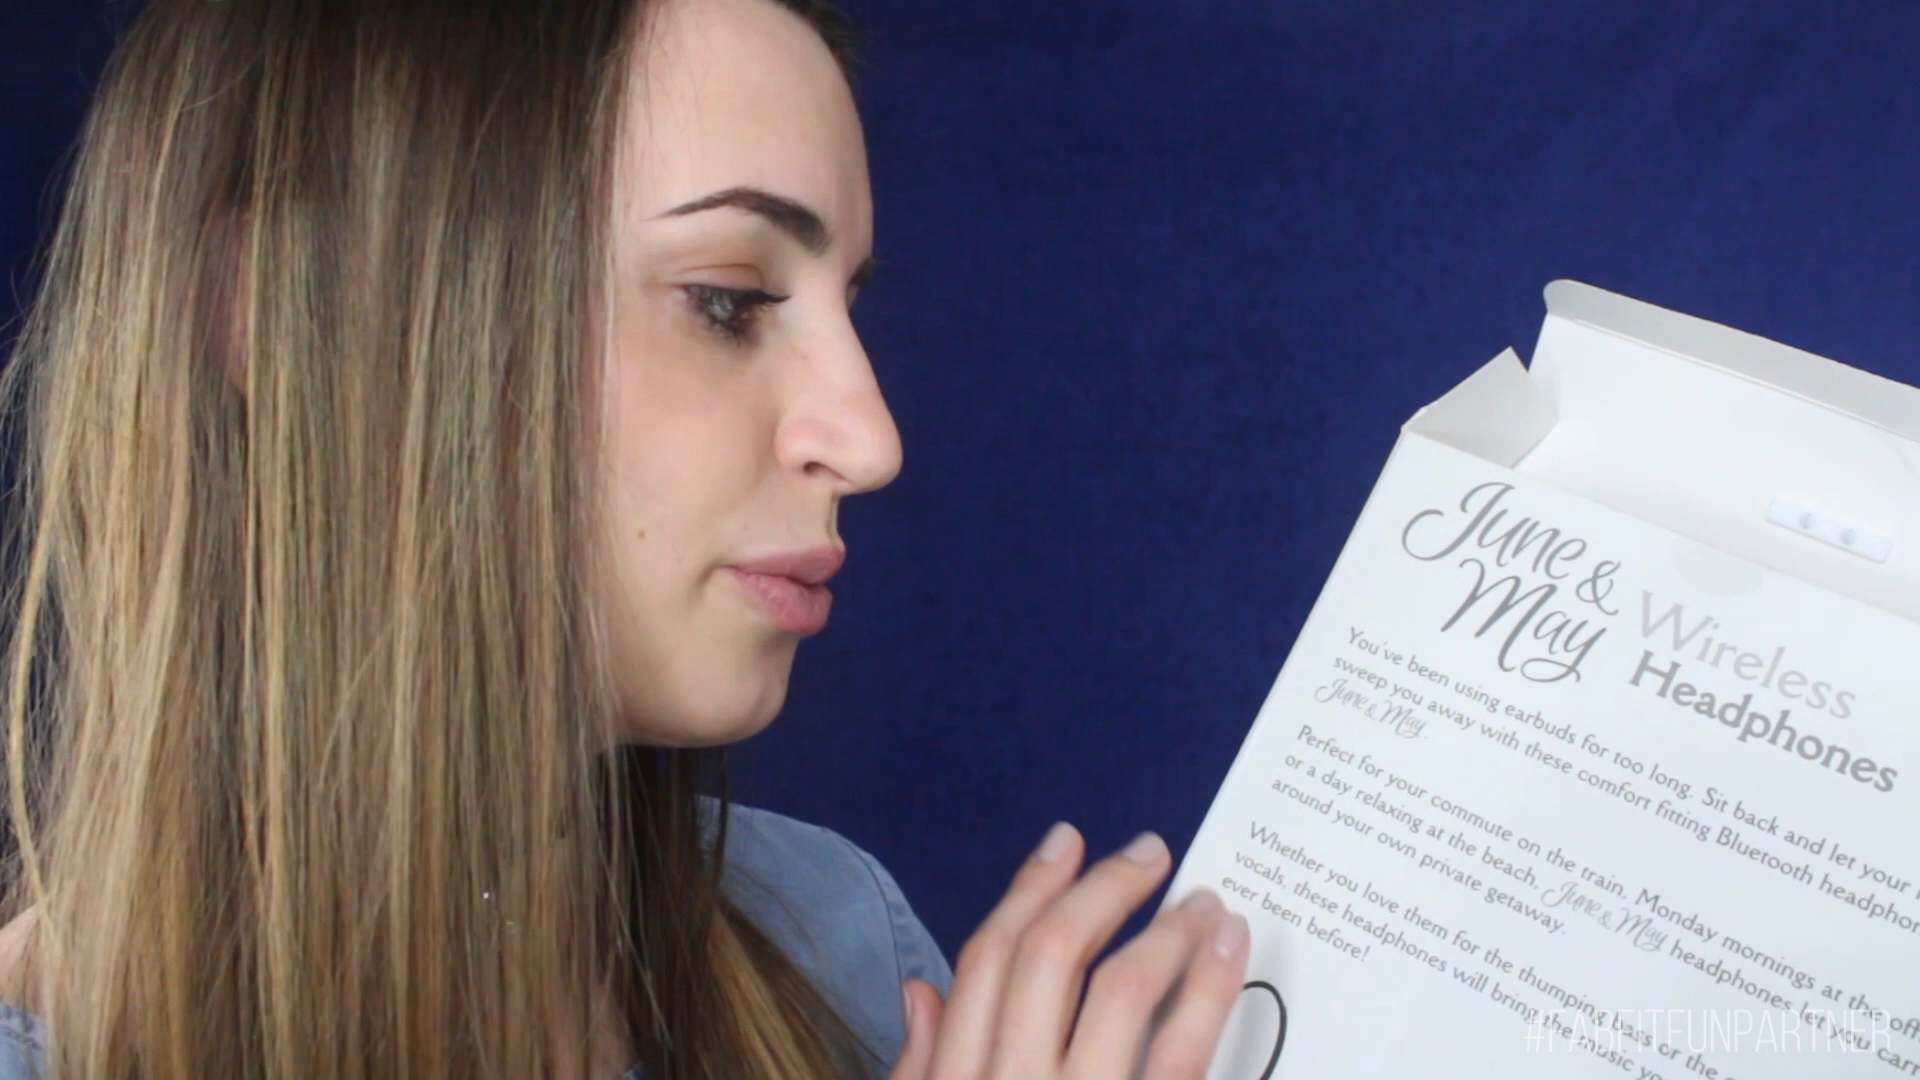 June &
May
Wireless
Headphones
You've been using earbuds for too long. Sit back and let your
sweep you away with these comfort fitting Bluetooth
June & May.
Perfect for your commute on the train, Monday mornings at the
or a day relaxing at the beach, June & May headphones let you
around your own private getaway.
Whether you love them for the thumping bass or the
vocals, these headphones will bring the music
ever been before!
#FABFITFUNPARTNER